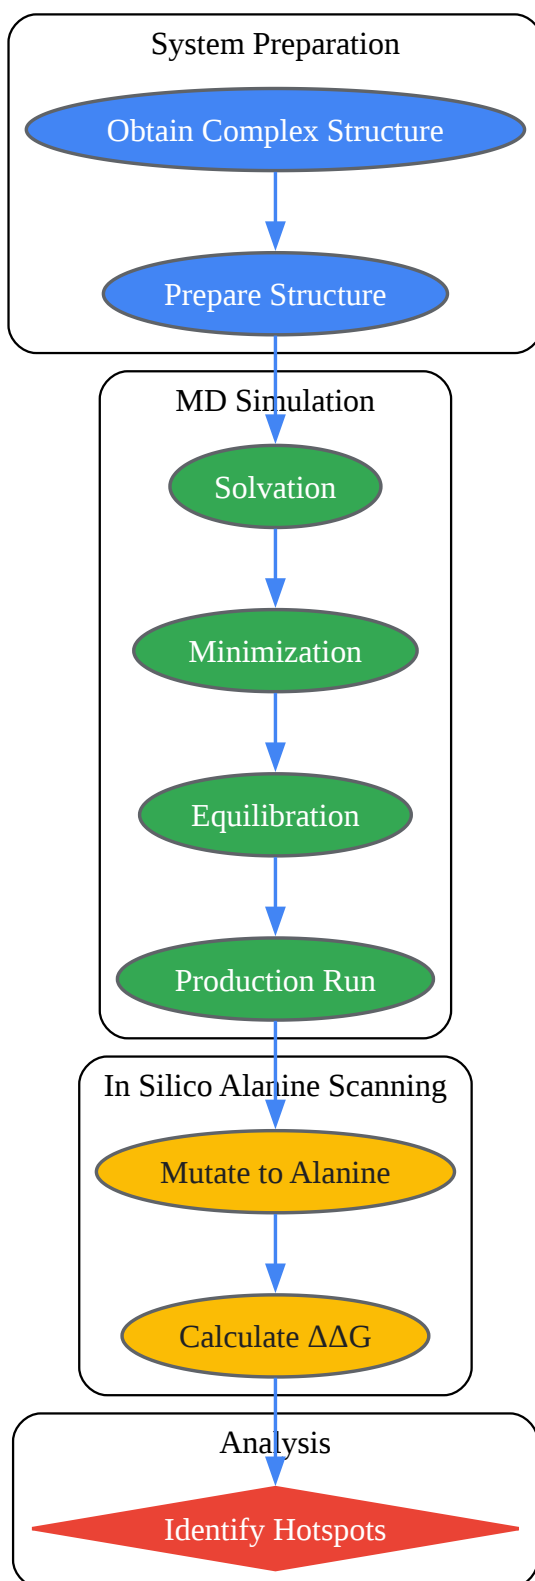 System Preparation
Obtain Complex Structure
Prepare Structure
MD Simulation
Solvation
Minimization
Equilibration
Production Run
In Silico Alanine Scanning
Mutate to Alanine
Calculate ΔΔG
Analysis
Identify Hotspots